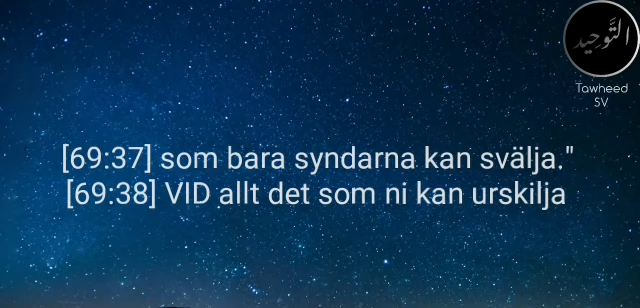 التَّوحِيد
Tawheed
SV
[69:37] som bara syndarna kan svälja."
[69:38] VID allt det som ni kan urskilja